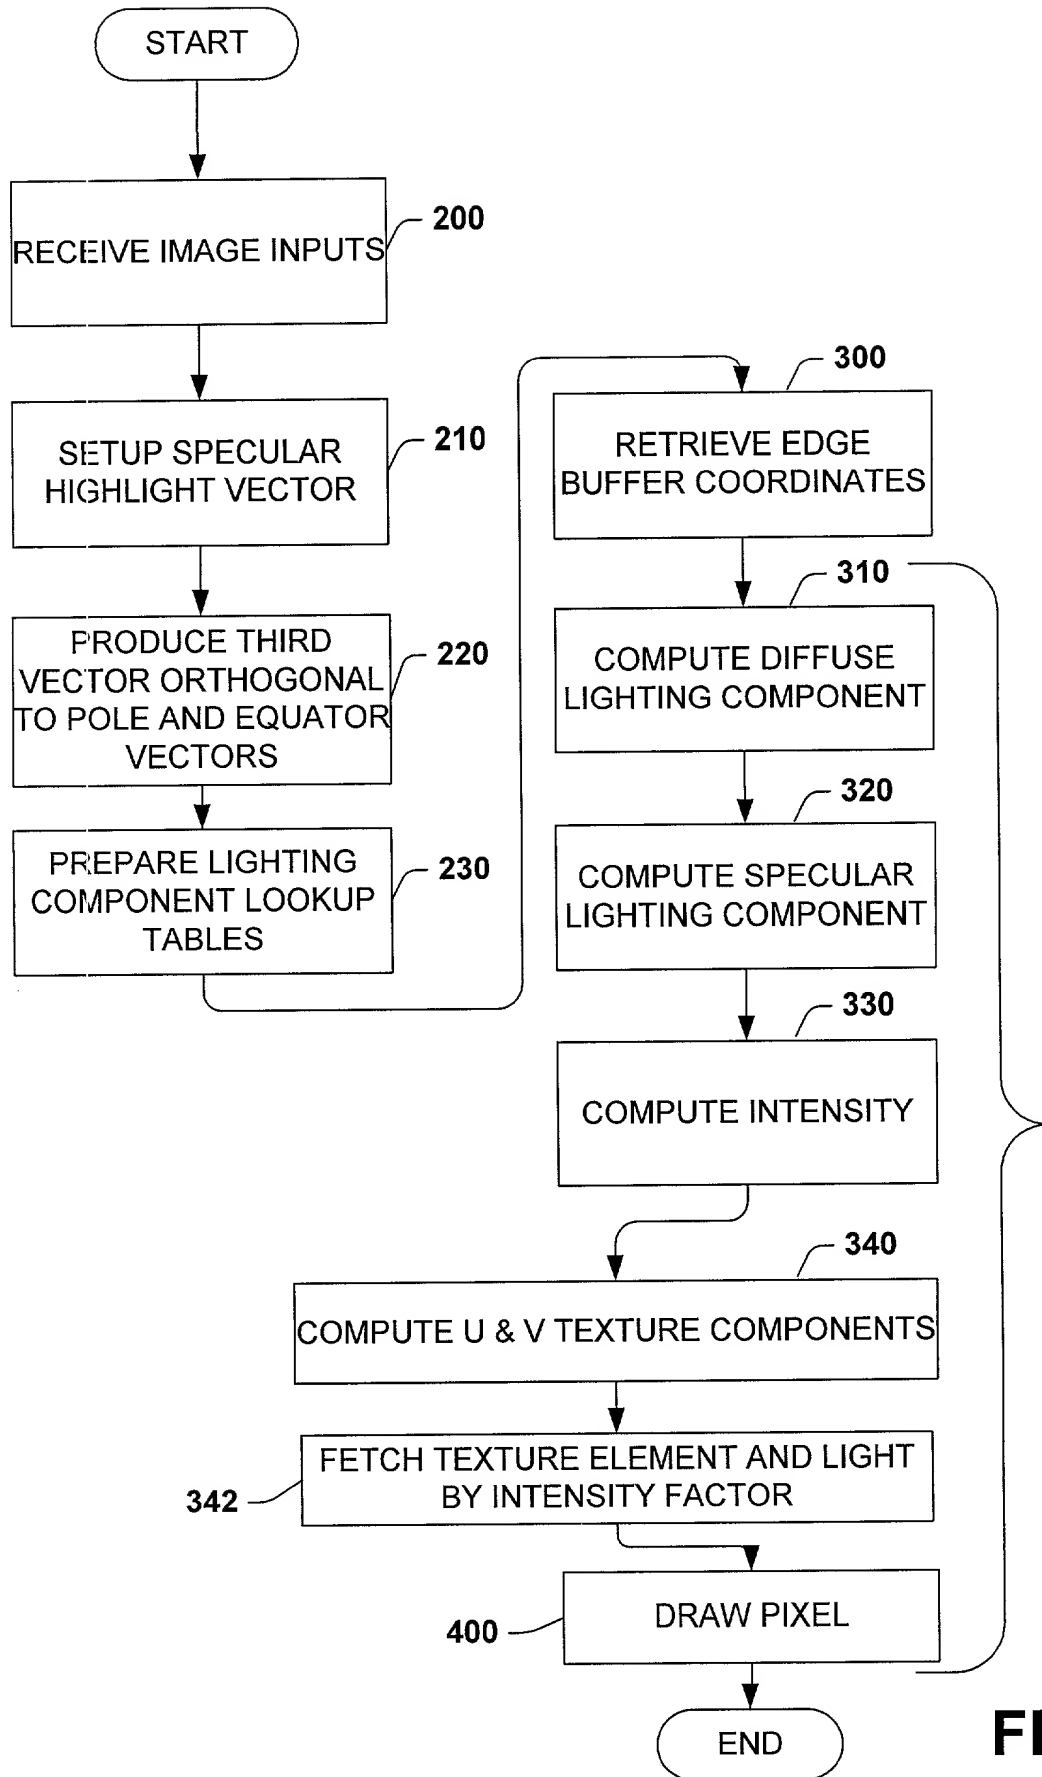 START
200
RECEIVE IMAGE INPUTS
210
SETUP SPECULAR
HIGHLIGHT VECTOR
220
PRODUCE THIRD
VECTOR ORTHOGONAL
TO POLE AND EQUATOR
VECTORS
230
PREPARE LIGHTING
COMPONENT LOOKUP
TABLES
300
RETRIEVE EDGE
BUFFER COORDINATES
310
COMPUTE DIFFUSE
LIGHTING COMPONENT
320
COMPUTE SPECULAR
LIGHTING COMPONENT
330
COMPUTE INTENSITY
340
COMPUTE U & V TEXTURE COMPONENTS
342
FETCH TEXTURE ELEMENT AND LIGHT
BY INTENSITY FACTOR
400
DRAW PIXEL
END